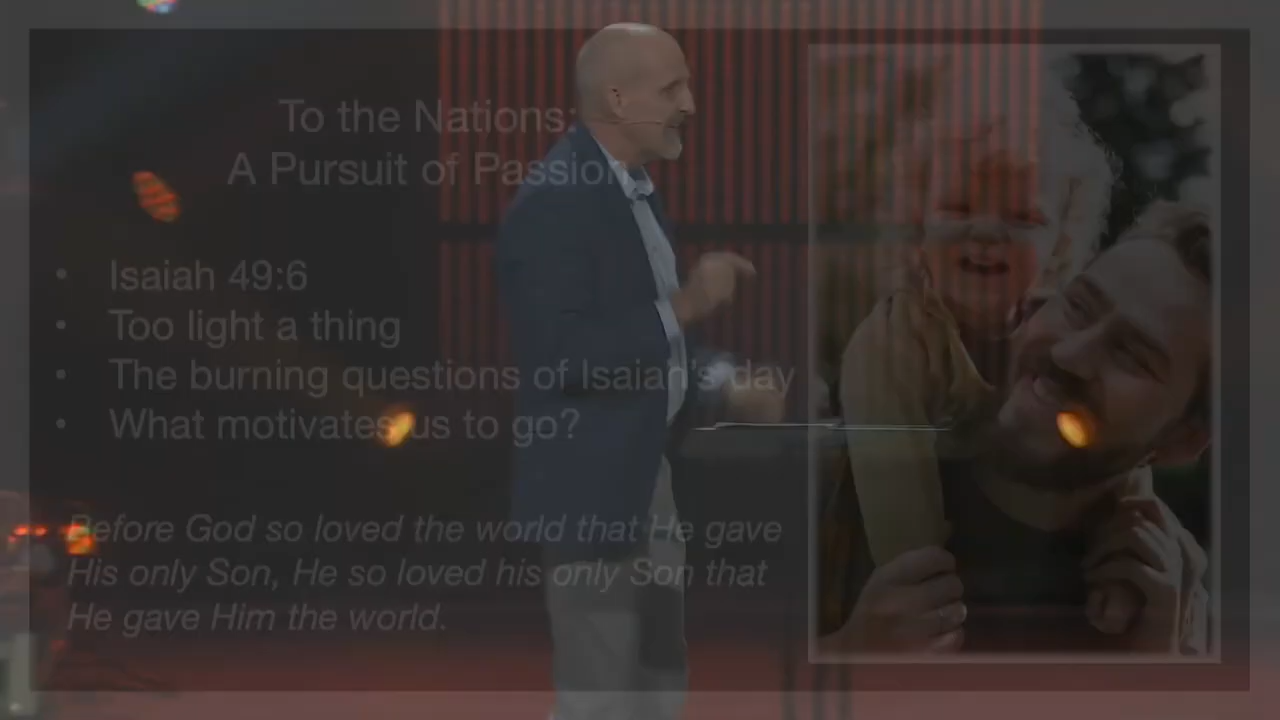 To the Nations:
A Pursuit of Passion
• Isaiah 49:6
• Too light a thing
• The burning questions of Isaiah's day
• What motivates us to go?
Before God so loved the world that He gave
His only Son, He so loved his only Son that
He gave Him the world.